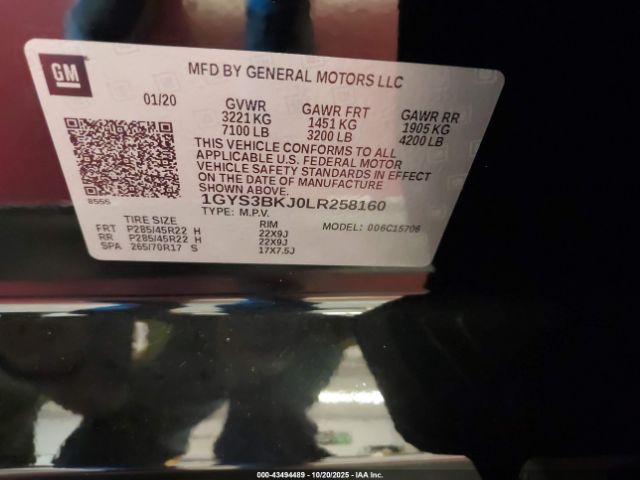 GM
MFD BY GENERAL MOTORS LLC
01/20
GVWR
3221 KG
7100 LB
GAWR FRT
1451 KG
3200 LB
GAWR RR
1905 KG
4200 LB
THIS VEHICLE CONFORMS TO ALL
APPLICABLE U.S. FEDERAL MOTOR
VEHICLE SAFETY STANDARDS IN EFFECT
ON THE DATE OF MANUFACTURE
SHOWN ABOVE.
8555
1GYS3BKJ0LR258160
TYPE: M.P.V.
MODEL: 006C15706
TIRE SIZE RIM
FRT P285/45R22 H 22X9J
RR P285/45R22 H 22X9J
SPA 265/70R17 S 17X7.5J
000-43494489 | 10/20/2025 | IAAI, Inc.